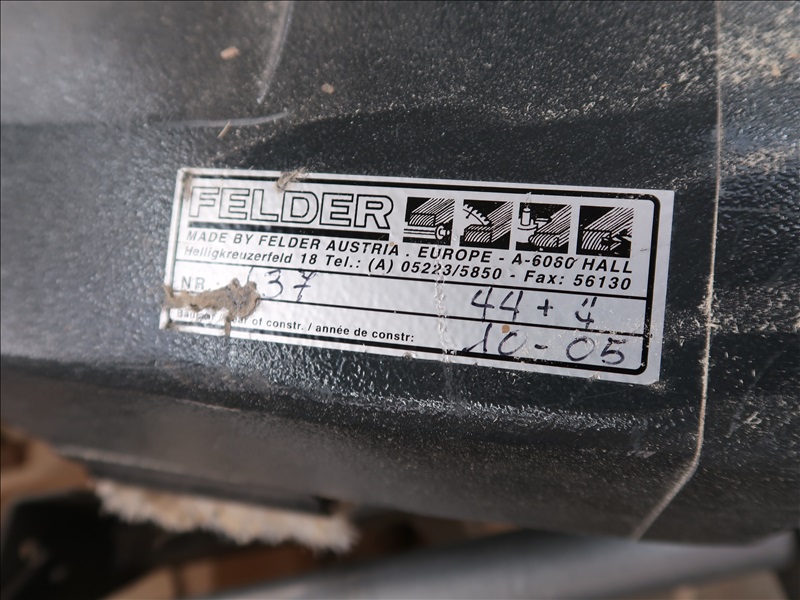 FELDER
MADE BY FELDER AUSTRIA . EUROPE - A-6060 HALL
Heiligkreuzerfeld 18 Tel.: (A) 05223/5850 - Fax: 56130
NR. 37 44 + 4
of constr. / année de constr: 10-05